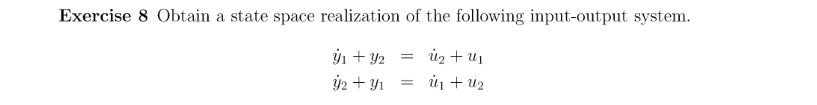 Exercise 8 Obtain a state space realization of the following input-output system.
ẏ₁ + y₂ = u̇₂ + u₁
ẏ₂ + y₁ = u̇₁ + u₂